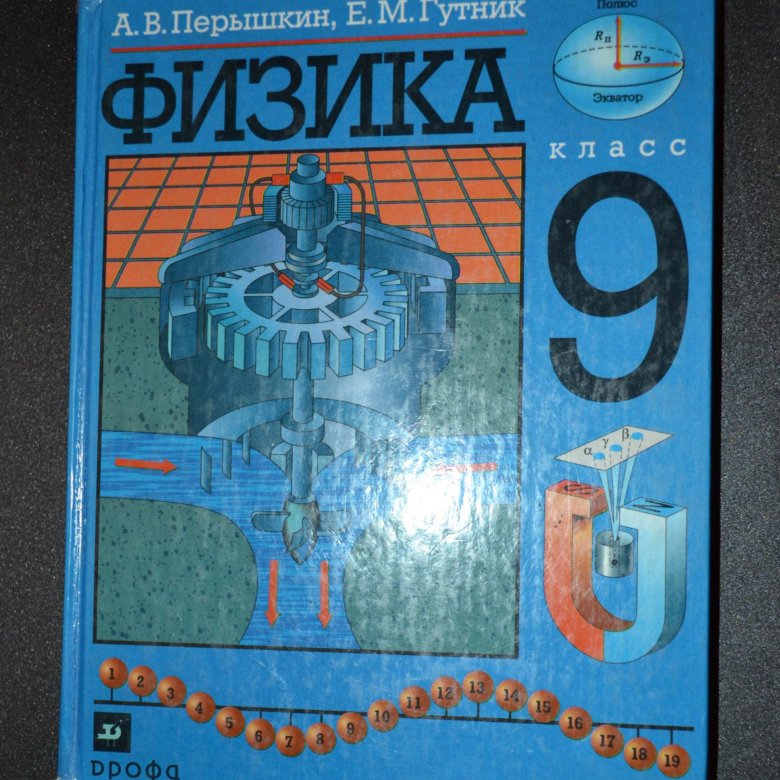 А. В. Перышкин, Е. М. Гутник
ФИЗИКА
Полюс
Rп
Rэ
Экватор
класс
9
α γ β
N
1 2 3 4 5 6 7 8 9 10 11 12 13 14 15 16 17 18 19
дрофа